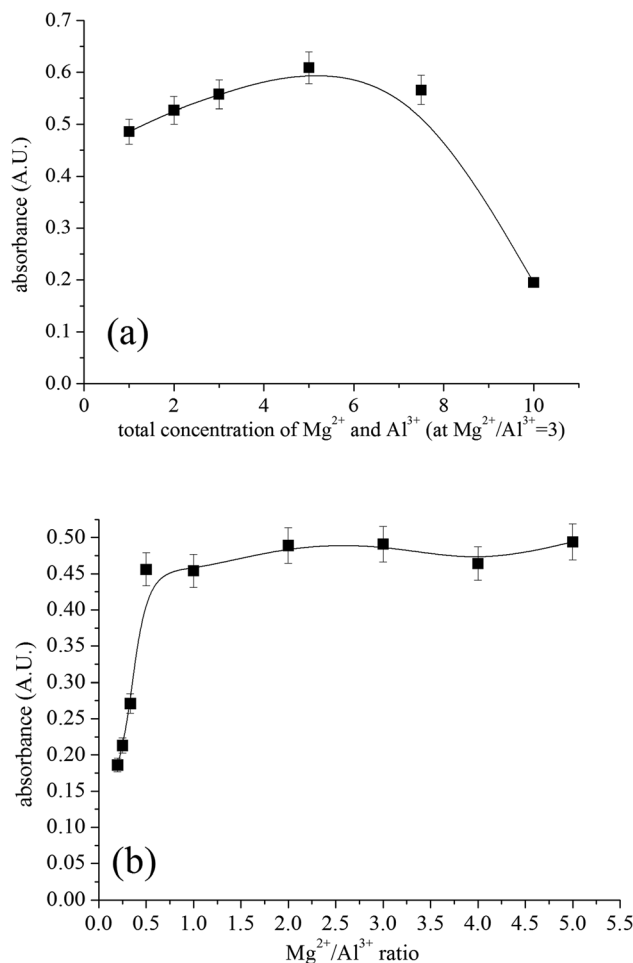 0.7
0.6
0.5
0.4
0.3
0.2
0.1
0.0
absorbance (A.U.)
(a)
0 2 4 6 8 10
total concentration of Mg²⁺ and Al³⁺ (at Mg²⁺/Al³⁺=3)
0.50
0.45
0.40
0.35
0.30
0.25
0.20
0.15
0.10
0.05
0.00
absorbance (A.U.)
(b)
0.0 0.5 1.0 1.5 2.0 2.5 3.0 3.5 4.0 4.5 5.0 5.5
Mg²⁺/Al³⁺ ratio